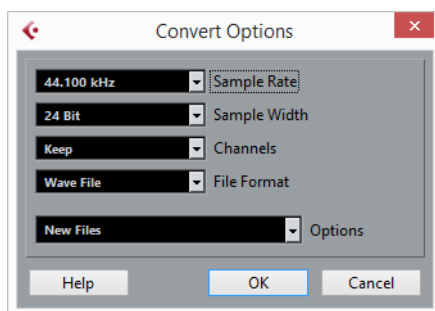 Convert Options
44.100 kHz Sample Rate
24 Bit Sample Width
Keep Channels
Wave File File Format
New Files Options
Help OK Cancel